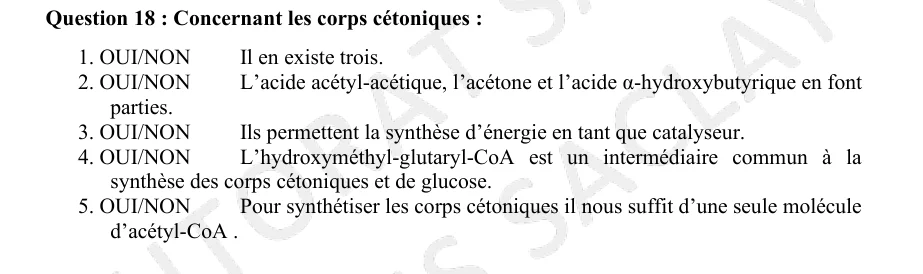 Question 18 : Concernant les corps cétoniques :
1. OUI/NON Il en existe trois.
2. OUI/NON L’acide acétyl-acétique, l’acétone et l’acide α-hydroxybutyrique en font
parties.
3. OUI/NON Ils permettent la synthèse d’énergie en tant que catalyseur.
4. OUI/NON L’hydroxyméthyl-glutaryl-CoA est un intermédiaire commun à la
synthèse des corps cétoniques et de glucose.
5. OUI/NON Pour synthétiser les corps cétoniques il nous suffit d’une seule molécule
d’acétyl-CoA .